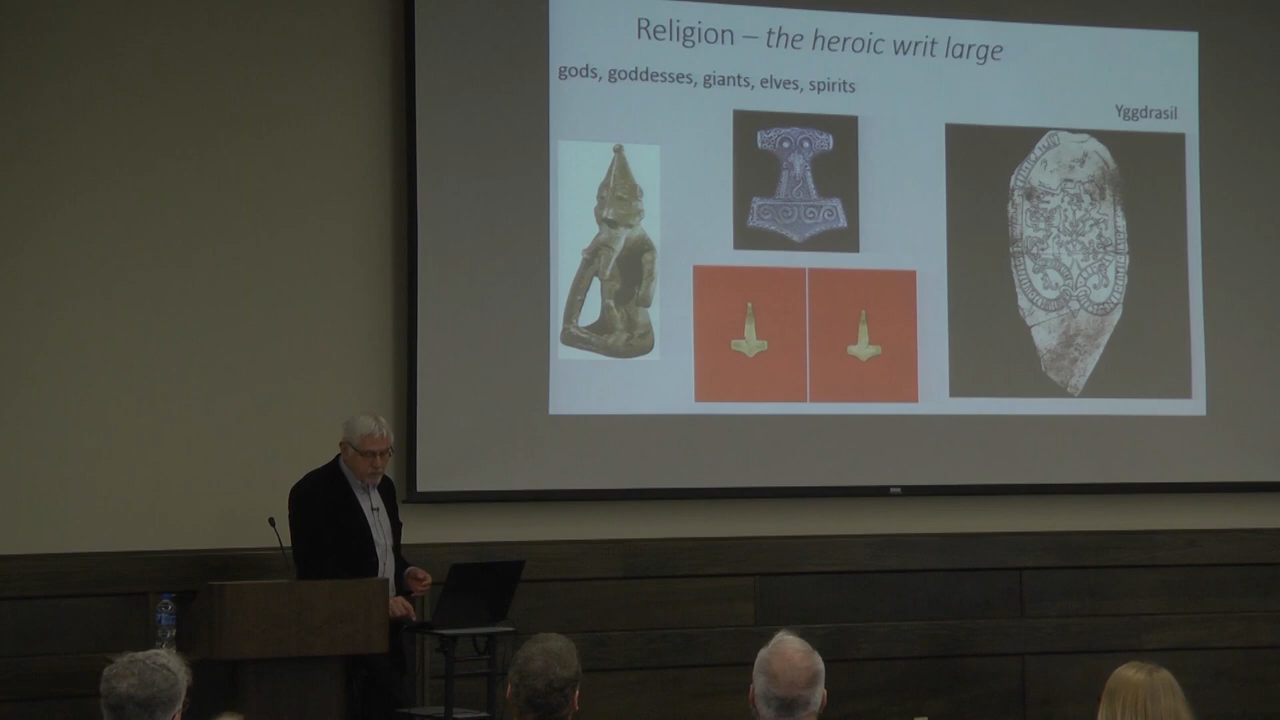 Religion – the heroic writ large
gods, goddesses, giants, elves, spirits
Yggdrasil